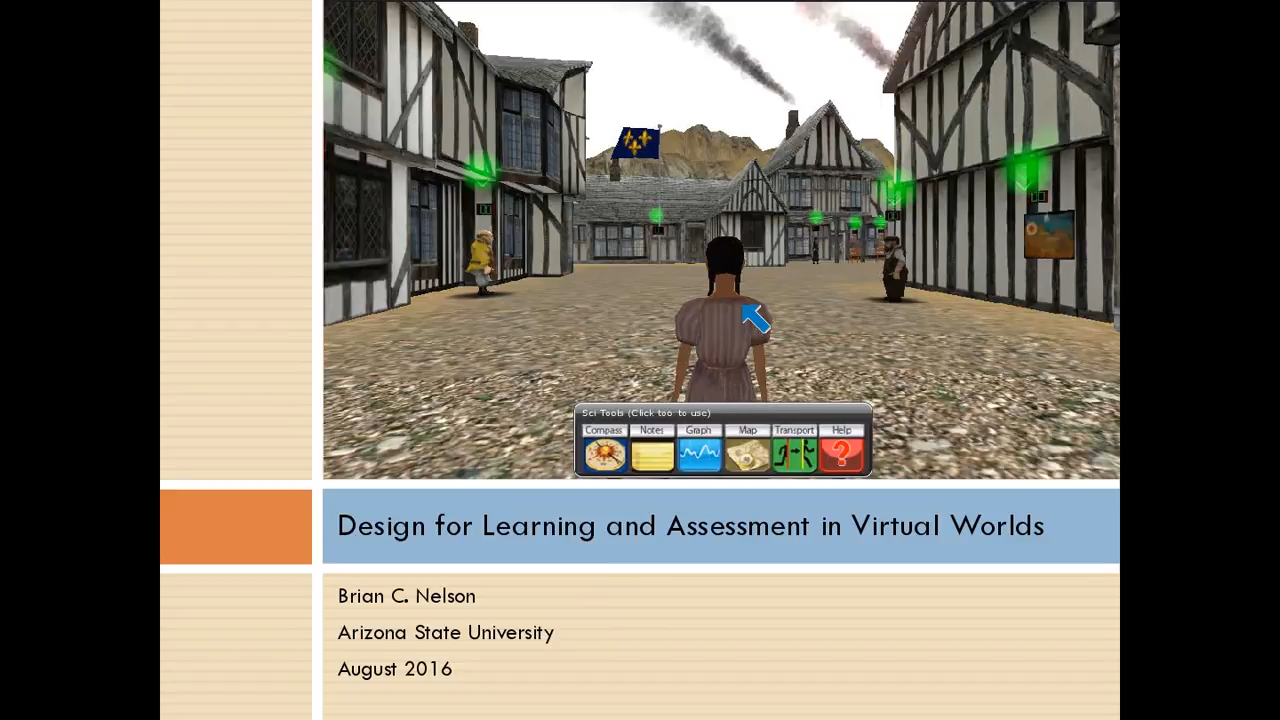 Sci Tools (Click too to use)
Compass Notes Graph Map Transport Help
Design for Learning and Assessment in Virtual Worlds
Brian C. Nelson
Arizona State University
August 2016